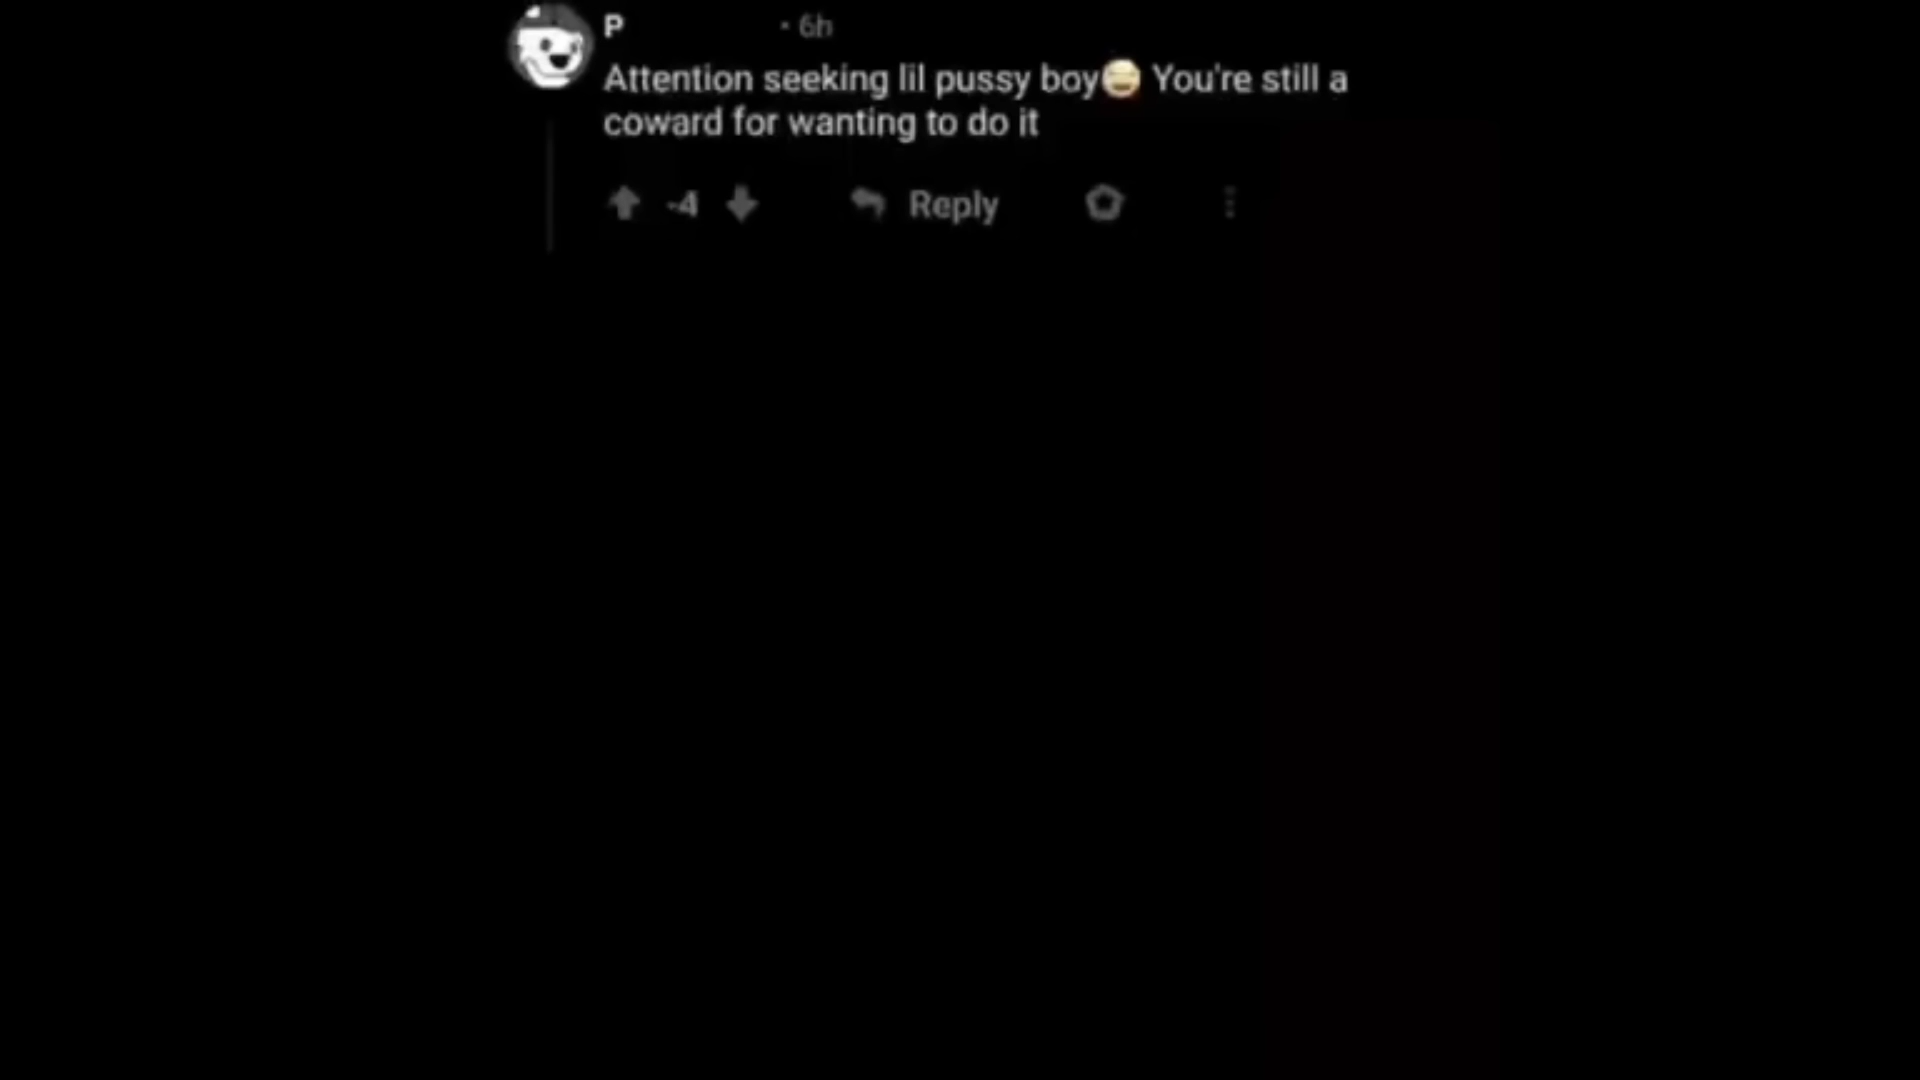 P • 6h
Attention seeking lil pussy boy😄 You're still a
coward for wanting to do it
-4 Reply